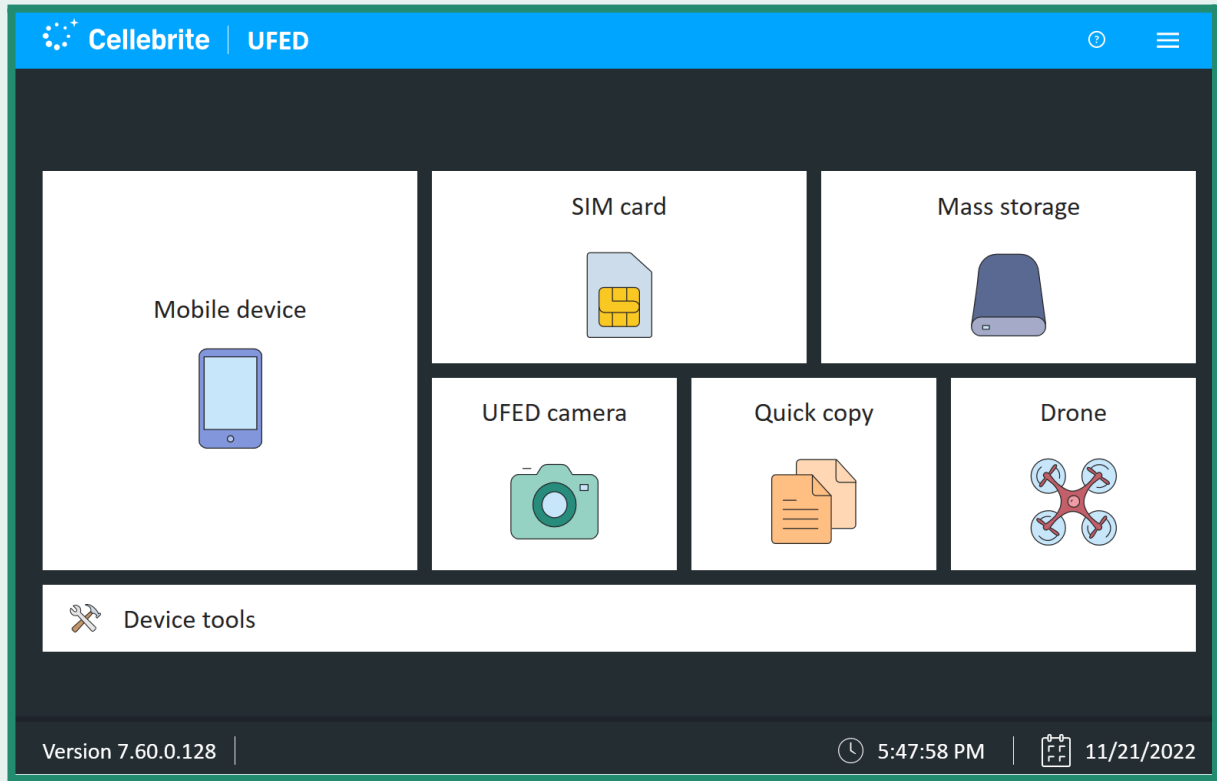 Cellebrite UFED
Mobile device
SIM card
Mass storage
UFED camera
Quick copy
Drone
Device tools
Version 7.60.0.128
5:47:58 PM
11/21/2022